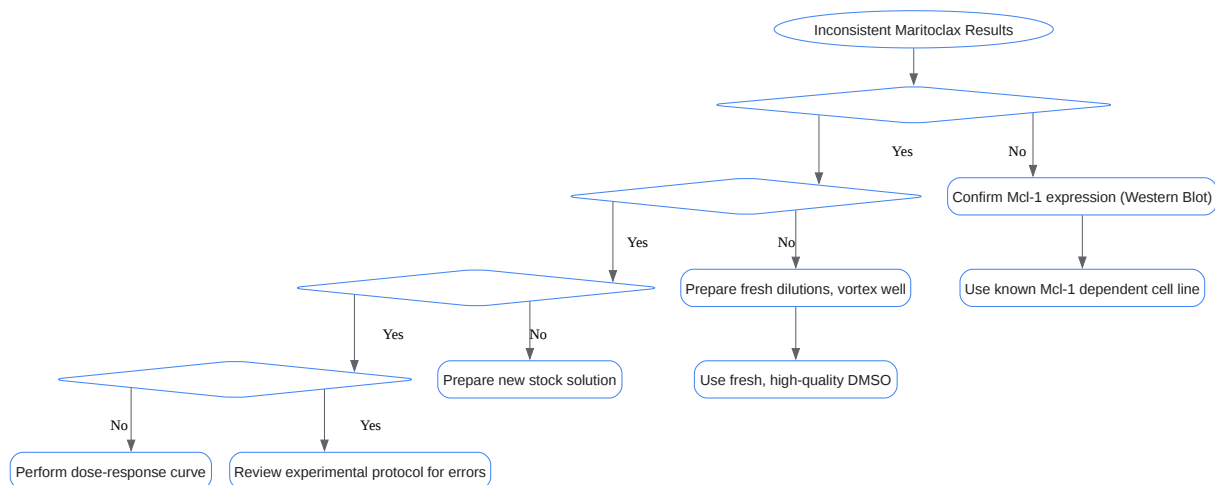 Inconsistent Maritoclax Results
Yes
No
Confirm Mcl-1 expression (Western Blot)
Yes
No
Prepare fresh dilutions, vortex well
Use known Mcl-1 dependent cell line
Yes
No
Prepare new stock solution
Use fresh, high-quality DMSO
No
Yes
Perform dose-response curve
Review experimental protocol for errors